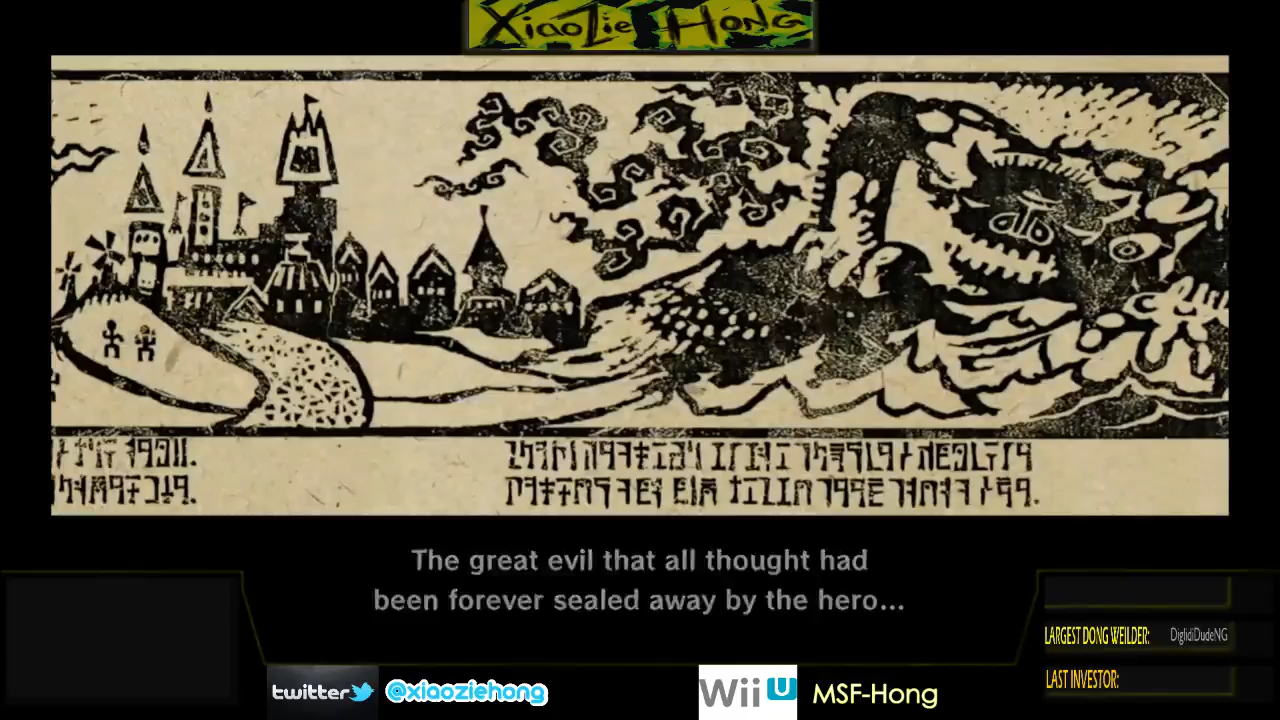 XiaoZie Hong
The great evil that all thought had
been forever sealed away by the hero...
LARGEST DONG WEILDER: DiglidiDudeNG
LAST INVESTOR:
twitter @xiaoziehong
Wii U MSF-Hong